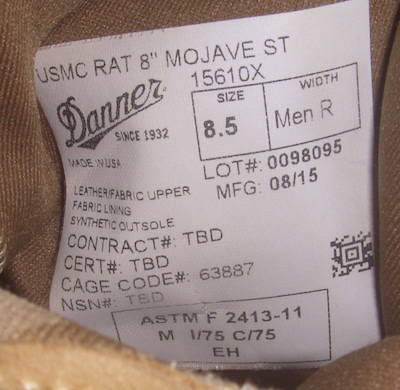 USMC RAT 8" MOJAVE ST
15610X
Danner
SINCE 1932
MADE IN USA
SIZE
8.5
WIDTH
Men R
LOT#: 0098095
MFG: 08/15
LEATHER/FABRIC UPPER
FABRIC LINING
SYNTHETIC OUTSOLE
CONTRACT#: TBD
CERT#: TBD
CAGE CODE#: 63887
NSN#: TBD
ASTM F 2413-11
M I/75 C/75
EH